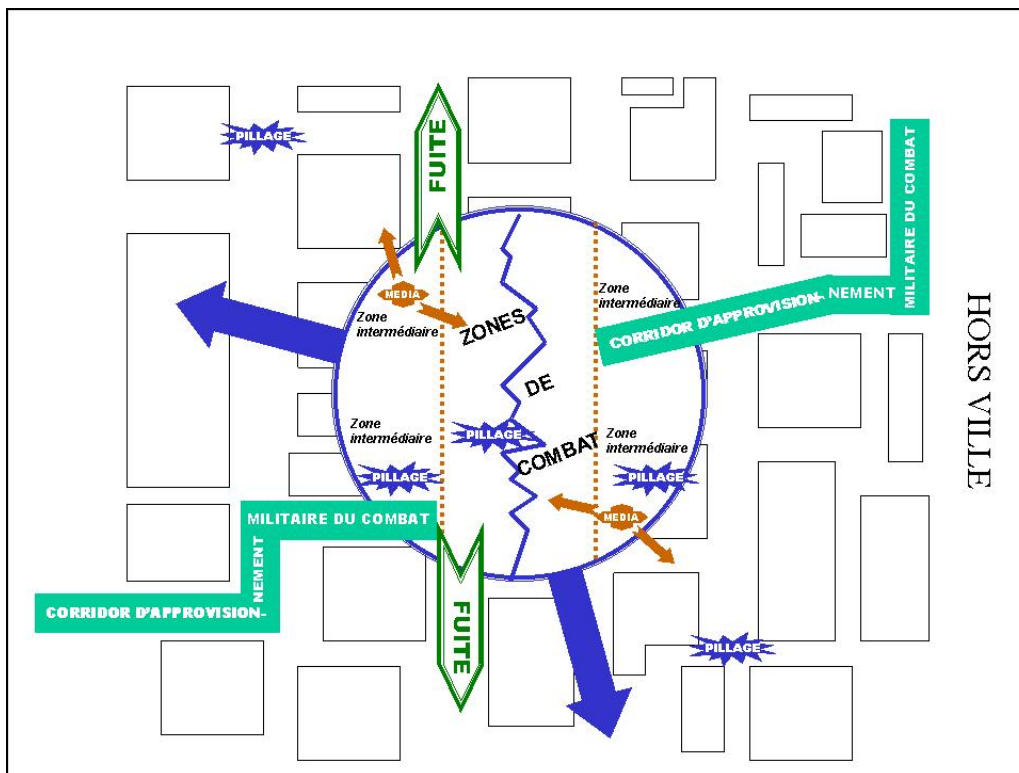 PILLAGE
FUITE
MILITAIRE DU COMBAT
MEDIA
Zone
intermédiaire
ZONES
Zone
intermédiaire
CORRIDOR D'APPROVISION-
NEMENT
HORS VILLE
DE
Zone
intermédiaire
PILLAGE
COMBAT
Zone
intermédiaire
PILLAGE
PILLAGE
MEDIA
MILITAIRE DU COMBAT
NEMENT
CORRIDOR D'APPROVISION-
FUITE
PILLAGE